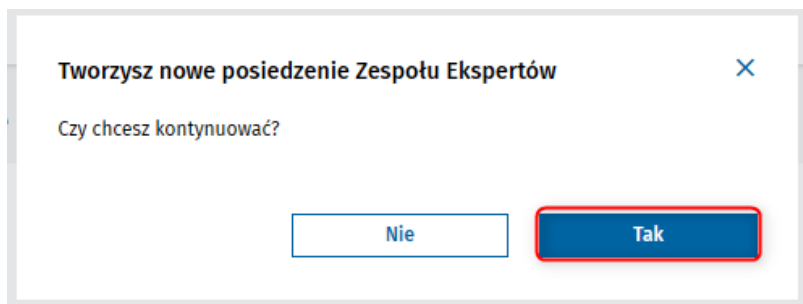 Tworzysz nowe posiedzenie Zespołu Ekspertów
Czy chcesz kontynuować?
Nie
Tak